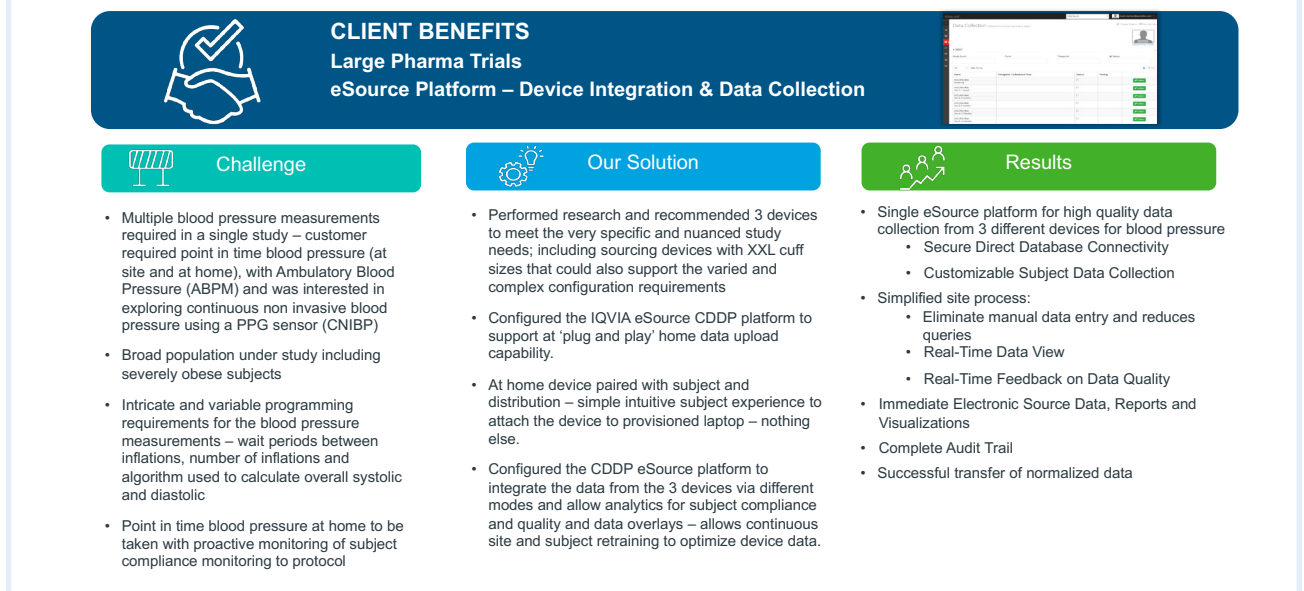 CLIENT BENEFITS
Large Pharma Trials
eSource Platform – Device Integration & Data Collection
Data Collection
Challenge
• Multiple blood pressure measurements
required in a single study – customer
required point in time blood pressure (at
site and at home), with Ambulatory Blood
Pressure (ABPM) and was interested in
exploring continuous non invasive blood
pressure using a PPG sensor (CNIBP)
• Broad population under study including
severely obese subjects
• Intricate and variable programming
requirements for the blood pressure
measurements – wait periods between
inflations, number of inflations and
algorithm used to calculate overall systolic
and diastolic
• Point in time blood pressure at home to be
taken with proactive monitoring of subject
compliance monitoring to protocol
Our Solution
• Performed research and recommended 3 devices
to meet the very specific and nuanced study
needs; including sourcing devices with XXL cuff
sizes that could also support the varied and
complex configuration requirements
• Configured the IQVIA eSource CDDP platform to
support at ‘plug and play’ home data upload
capability.
• At home device paired with subject and
distribution – simple intuitive subject experience to
attach the device to provisioned laptop – nothing
else.
• Configured the CDDP eSource platform to
integrate the data from the 3 devices via different
modes and allow analytics for subject compliance
and quality and data overlays – allows continuous
site and subject retraining to optimize device data.
Results
• Single eSource platform for high quality data
collection from 3 different devices for blood pressure
• Secure Direct Database Connectivity
• Customizable Subject Data Collection
• Simplified site process:
• Eliminate manual data entry and reduces
queries
• Real-Time Data View
• Real-Time Feedback on Data Quality
• Immediate Electronic Source Data, Reports and
Visualizations
• Complete Audit Trail
• Successful transfer of normalized data